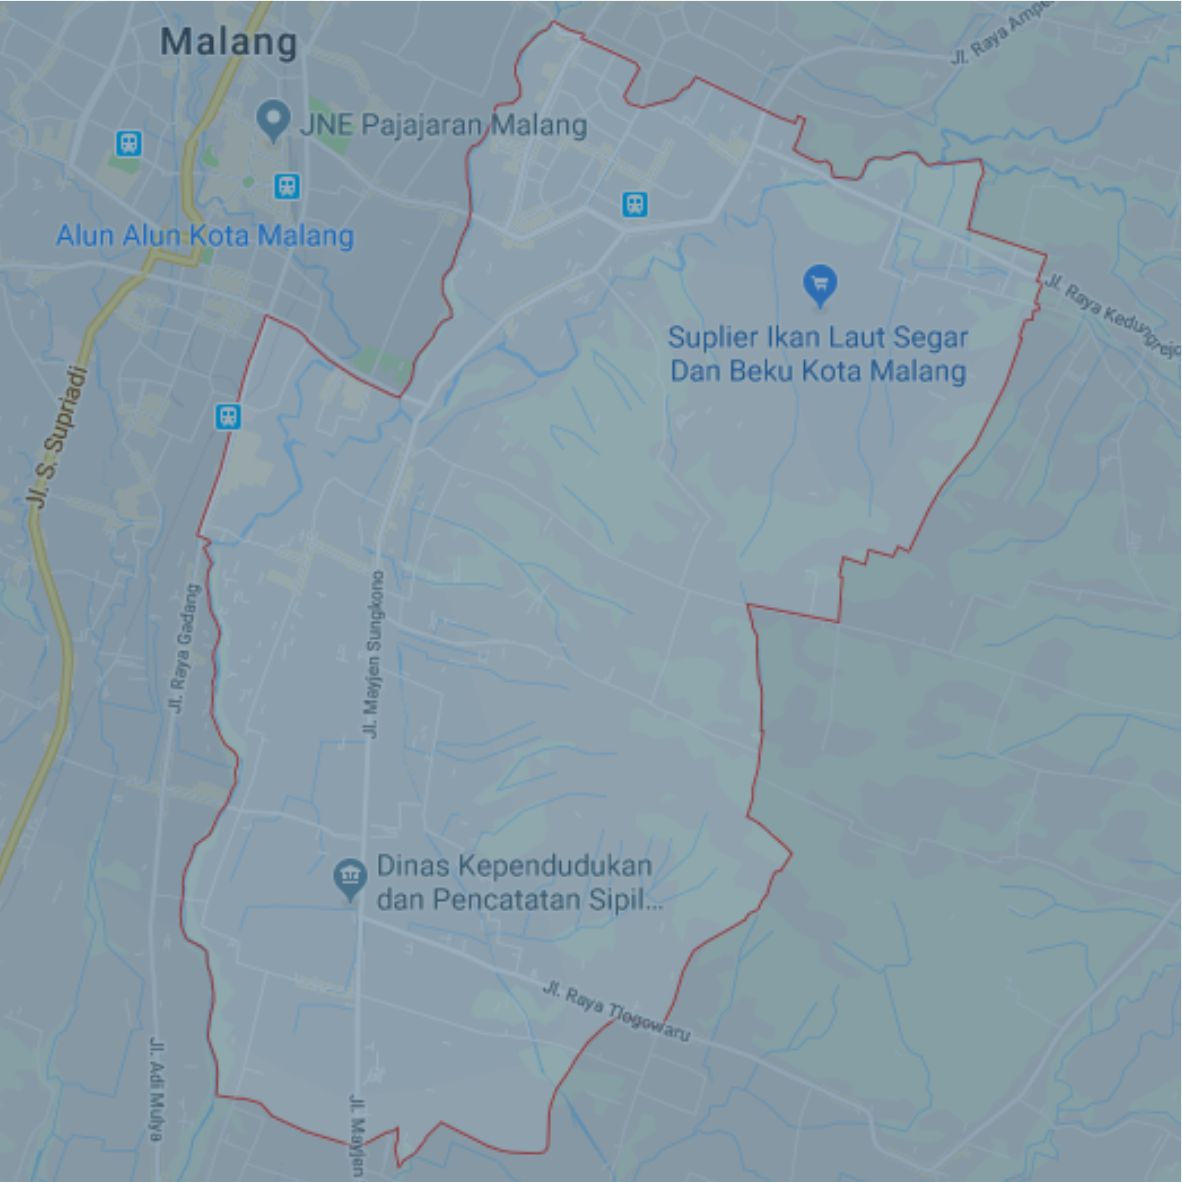 Malang
Jl. Raya Ampe
JNE Pajajaran Malang
Alun Alun Kota Malang
Jl. Raya Kedungrejo
Suplier Ikan Laut Segar
Dan Beku Kota Malang
Jl. S. Supriadi
Jl. Raya Gadang
Jl. Mayjen Sungkono
Dinas Kependudukan
dan Pencatatan Sipil...
Jl. Raya Tlogowaru
Jl. Adi Mulya
Jl. Mayjen